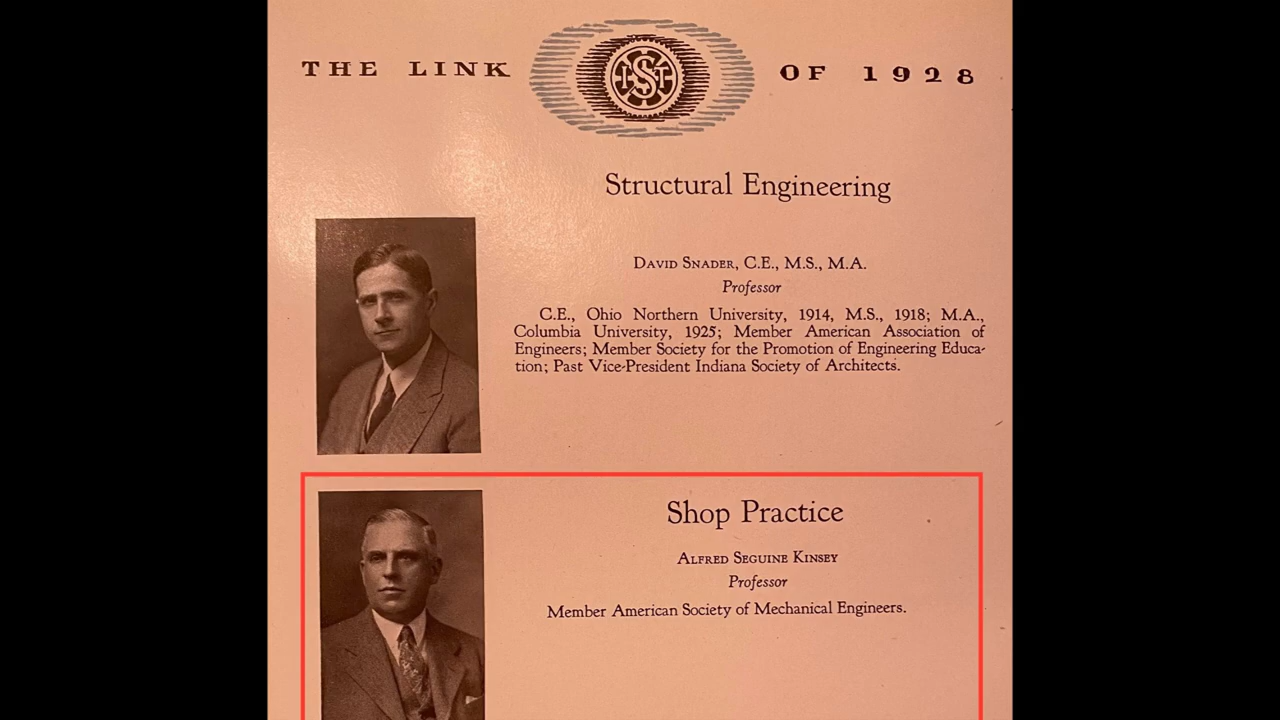 THE LINK SIT OF 1928
Structural Engineering
DAVID SNADER, C.E., M.S., M.A.
Professor
C.E., Ohio Northern University, 1914, M.S., 1918; M.A.,
Columbia University, 1925; Member American Association of
Engineers; Member Society for the Promotion of Engineering Educa-
tion; Past Vice-President Indiana Society of Architects.
Shop Practice
ALFRED SEGUINE KINSEY
Professor
Member American Society of Mechanical Engineers.